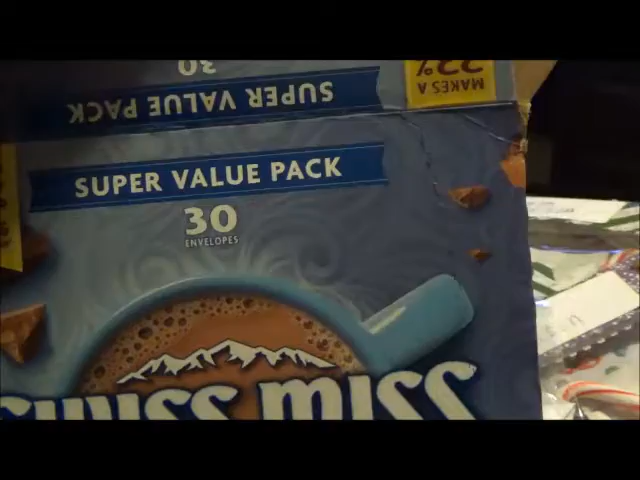 30
SUPER VALUE PACK
MAKES A
SUPER VALUE PACK
30
ENVELOPES
SWISS MISS